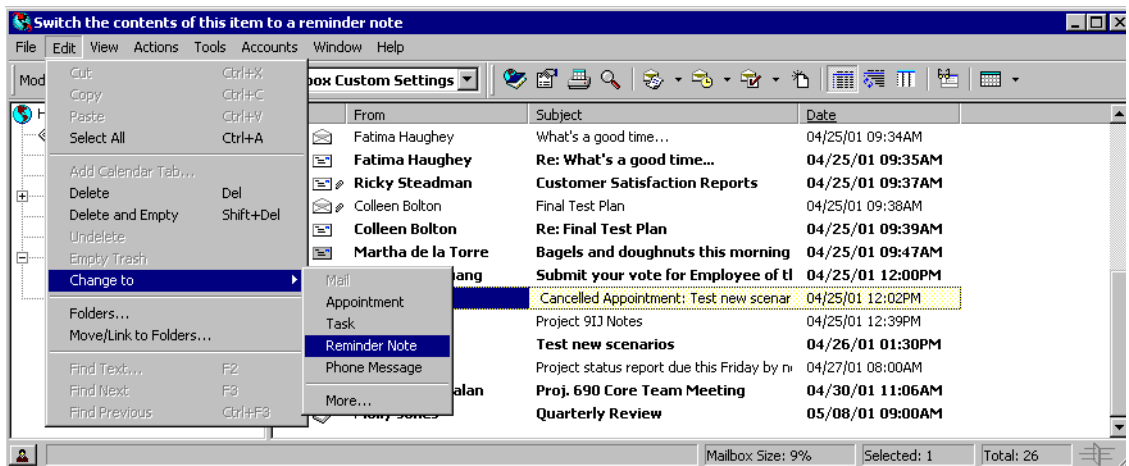 Switch the contents of this item to a reminder note
File Edit View Actions Tools Accounts Window Help
Mod box Custom Settings
Cut Ctrl+X
Copy Ctrl+C
Paste Ctrl+V
Select All Ctrl+A
Add Calendar Tab...
Delete Del
Delete and Empty Shift+Del
Undelete
Empty Trash
Change to
Folders...
Move/Link to Folders...
Find Text... F2
Find Next F3
Find Previous Ctrl+F3
Mail
Appointment
Task
Reminder Note
Phone Message
More...
H
From Subject Date
Fatima Haughey What's a good time... 04/25/01 09:34AM
Fatima Haughey Re: What's a good time... 04/25/01 09:35AM
Ricky Steadman Customer Satisfaction Reports 04/25/01 09:37AM
Colleen Bolton Final Test Plan 04/25/01 09:38AM
Colleen Bolton Re: Final Test Plan 04/25/01 09:39AM
Martha de la Torre Bagels and doughnuts this morning 04/25/01 09:47AM
ang Submit your vote for Employee of tl 04/25/01 12:00PM
Cancelled Appointment: Test new scenar 04/25/01 12:02PM
Project 9IJ Notes 04/25/01 12:39PM
Test new scenarios 04/26/01 01:30PM
Project status report due this Friday by n 04/27/01 08:00AM
alan Proj. 690 Core Team Meeting 04/30/01 11:06AM
Molly Jones Quarterly Review 05/08/01 09:00AM
Mailbox Size: 9% Selected: 1 Total: 26